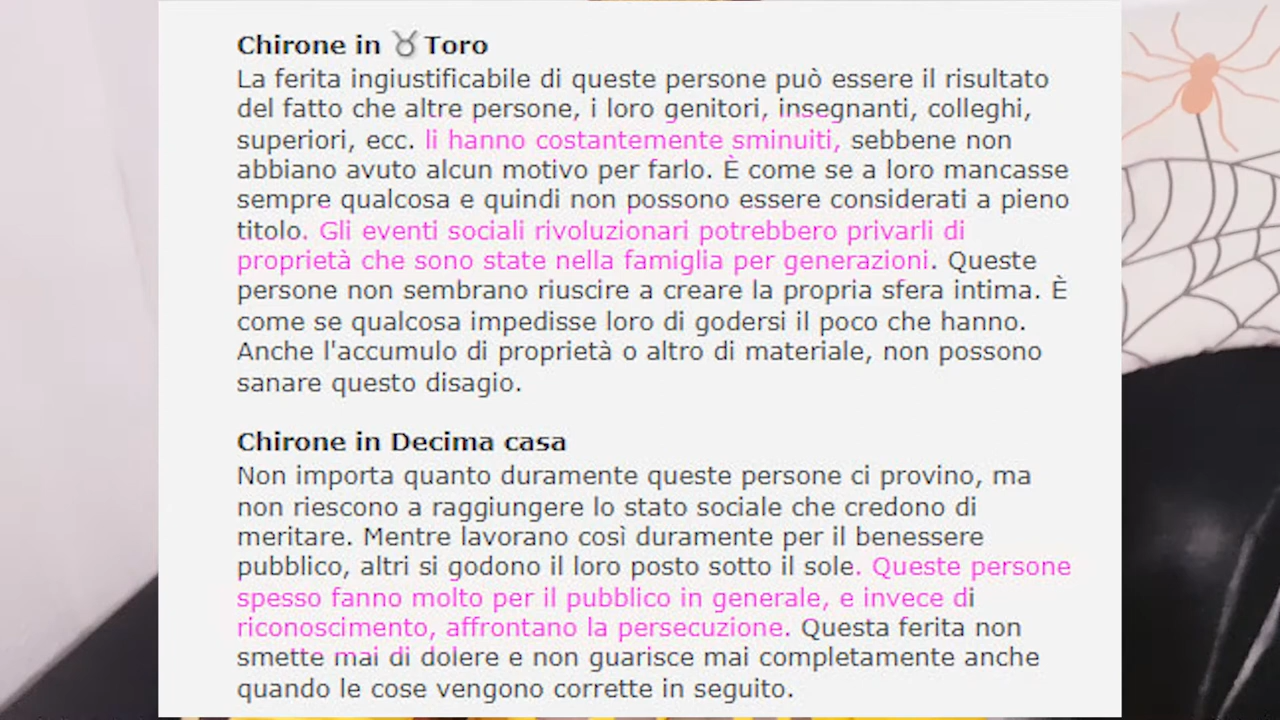 Chirone in ♉ Toro
La ferita ingiustificabile di queste persone può essere il risultato
del fatto che altre persone, i loro genitori, insegnanti, colleghi,
superiori, ecc. li hanno costantemente sminuiti, sebbene non
abbiano avuto alcun motivo per farlo. È come se a loro mancasse
sempre qualcosa e quindi non possono essere considerati a pieno
titolo. Gli eventi sociali rivoluzionari potrebbero privarli di
proprietà che sono state nella famiglia per generazioni. Queste
persone non sembrano riuscire a creare la propria sfera intima. È
come se qualcosa impedisse loro di godersi il poco che hanno.
Anche l'accumulo di proprietà o altro di materiale, non possono
sanare questo disagio.
Chirone in Decima casa
Non importa quanto duramente queste persone ci provino, ma
non riescono a raggiungere lo stato sociale che credono di
meritare. Mentre lavorano così duramente per il benessere
pubblico, altri si godono il loro posto sotto il sole. Queste persone
spesso fanno molto per il pubblico in generale, e invece di
riconoscimento, affrontano la persecuzione. Questa ferita non
smette mai di dolere e non guarisce mai completamente anche
quando le cose vengono corrette in seguito.